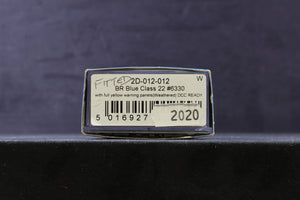 FITTED 2D-012-012 W
BR Blue Class 22 #6330
with full yellow warning panels(Weathered) DCC READY
5 016927 2020